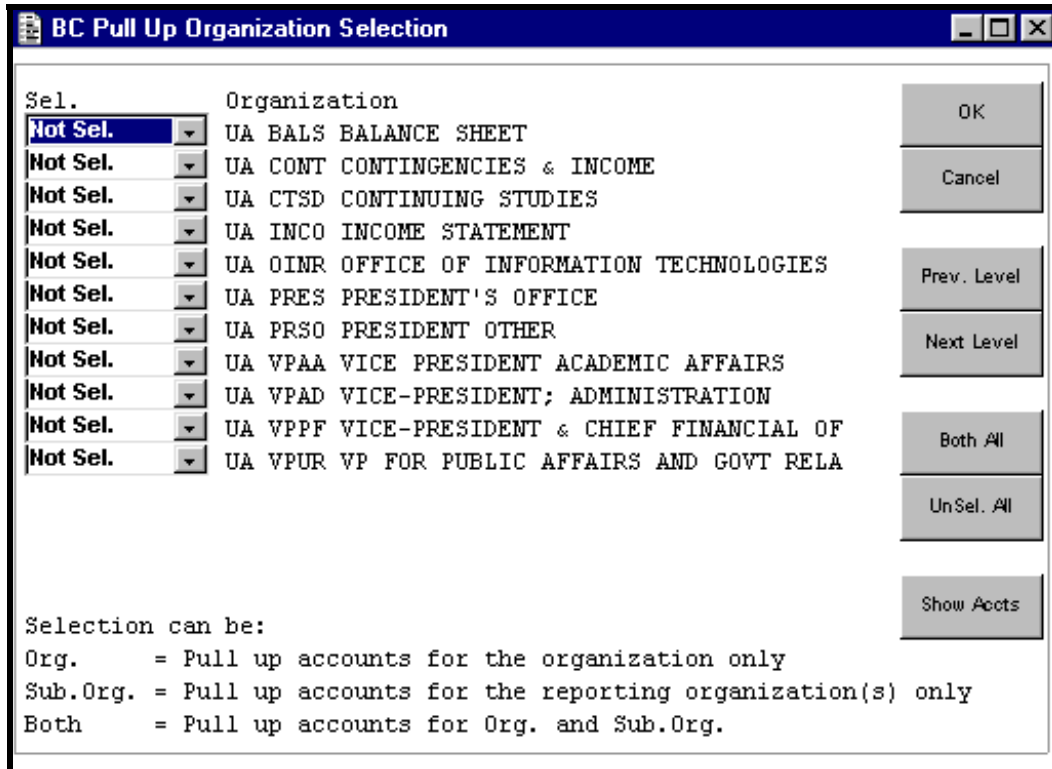 BC Pull Up Organization Selection
Sel. Organization
Not Sel. UA BALS BALANCE SHEET
Not Sel. UA CONT CONTINGENCIES & INCOME
Not Sel. UA CTSD CONTINUING STUDIES
Not Sel. UA INCO INCOME STATEMENT
Not Sel. UA OINR OFFICE OF INFORMATION TECHNOLOGIES
Not Sel. UA PRES PRESIDENT'S OFFICE
Not Sel. UA PRSO PRESIDENT OTHER
Not Sel. UA VPAA VICE PRESIDENT ACADEMIC AFFAIRS
Not Sel. UA VPAD VICE-PRESIDENT; ADMINISTRATION
Not Sel. UA VPPF VICE-PRESIDENT & CHIEF FINANCIAL OF
Not Sel. UA VPUR VP FOR PUBLIC AFFAIRS AND GOVT RELA
OK
Cancel
Prev. Level
Next Level
Both All
UnSel. All
Show Accts
Selection can be:
Org. = Pull up accounts for the organization only
Sub.Org. = Pull up accounts for the reporting organization(s) only
Both = Pull up accounts for Org. and Sub.Org.